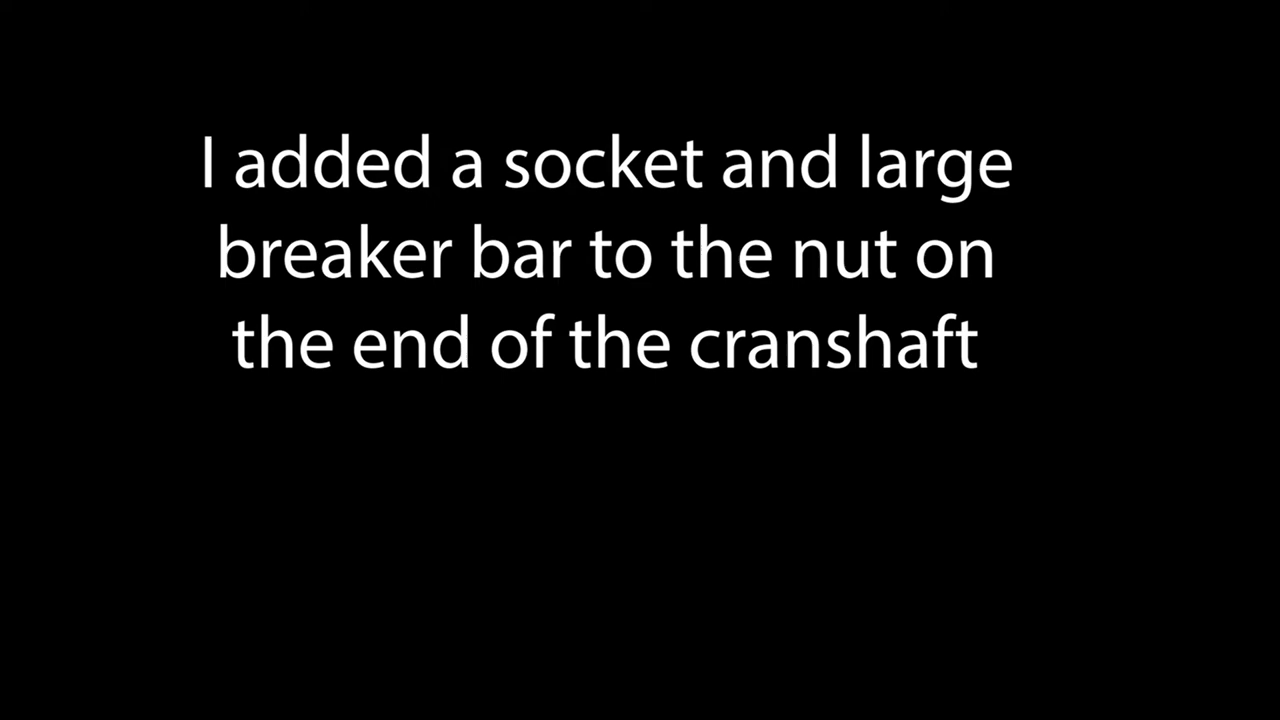 I added a socket and large
breaker bar to the nut on
the end of the cranshaft